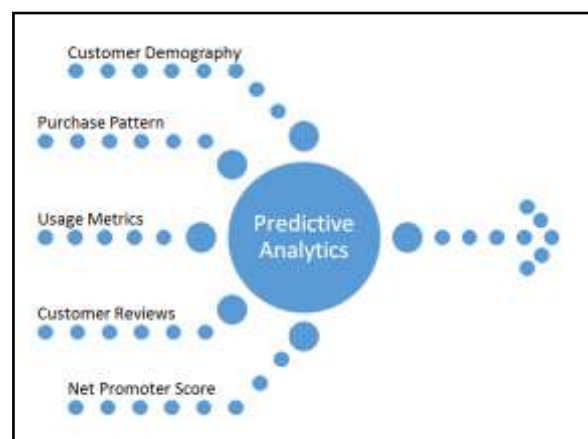 Customer Demography
Purchase Pattern
Usage Metrics
Predictive
Analytics
Customer Reviews
Net Promoter Score